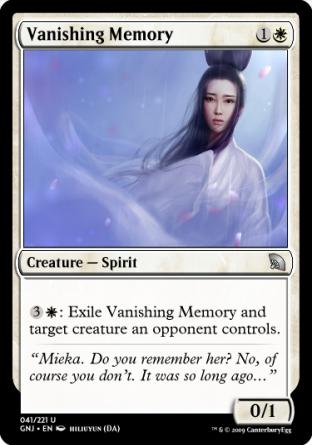 Vanishing Memory 1
Creature — Spirit
3 : Exile Vanishing Memory and
target creature an opponent controls.
“Mieka. Do you remember her? No, of
course you don’t. It was so long ago…”
0/1
041/221 U
GNJ • EN HILIUYUN (DA)
™ & © 2019 CanterburyEgg